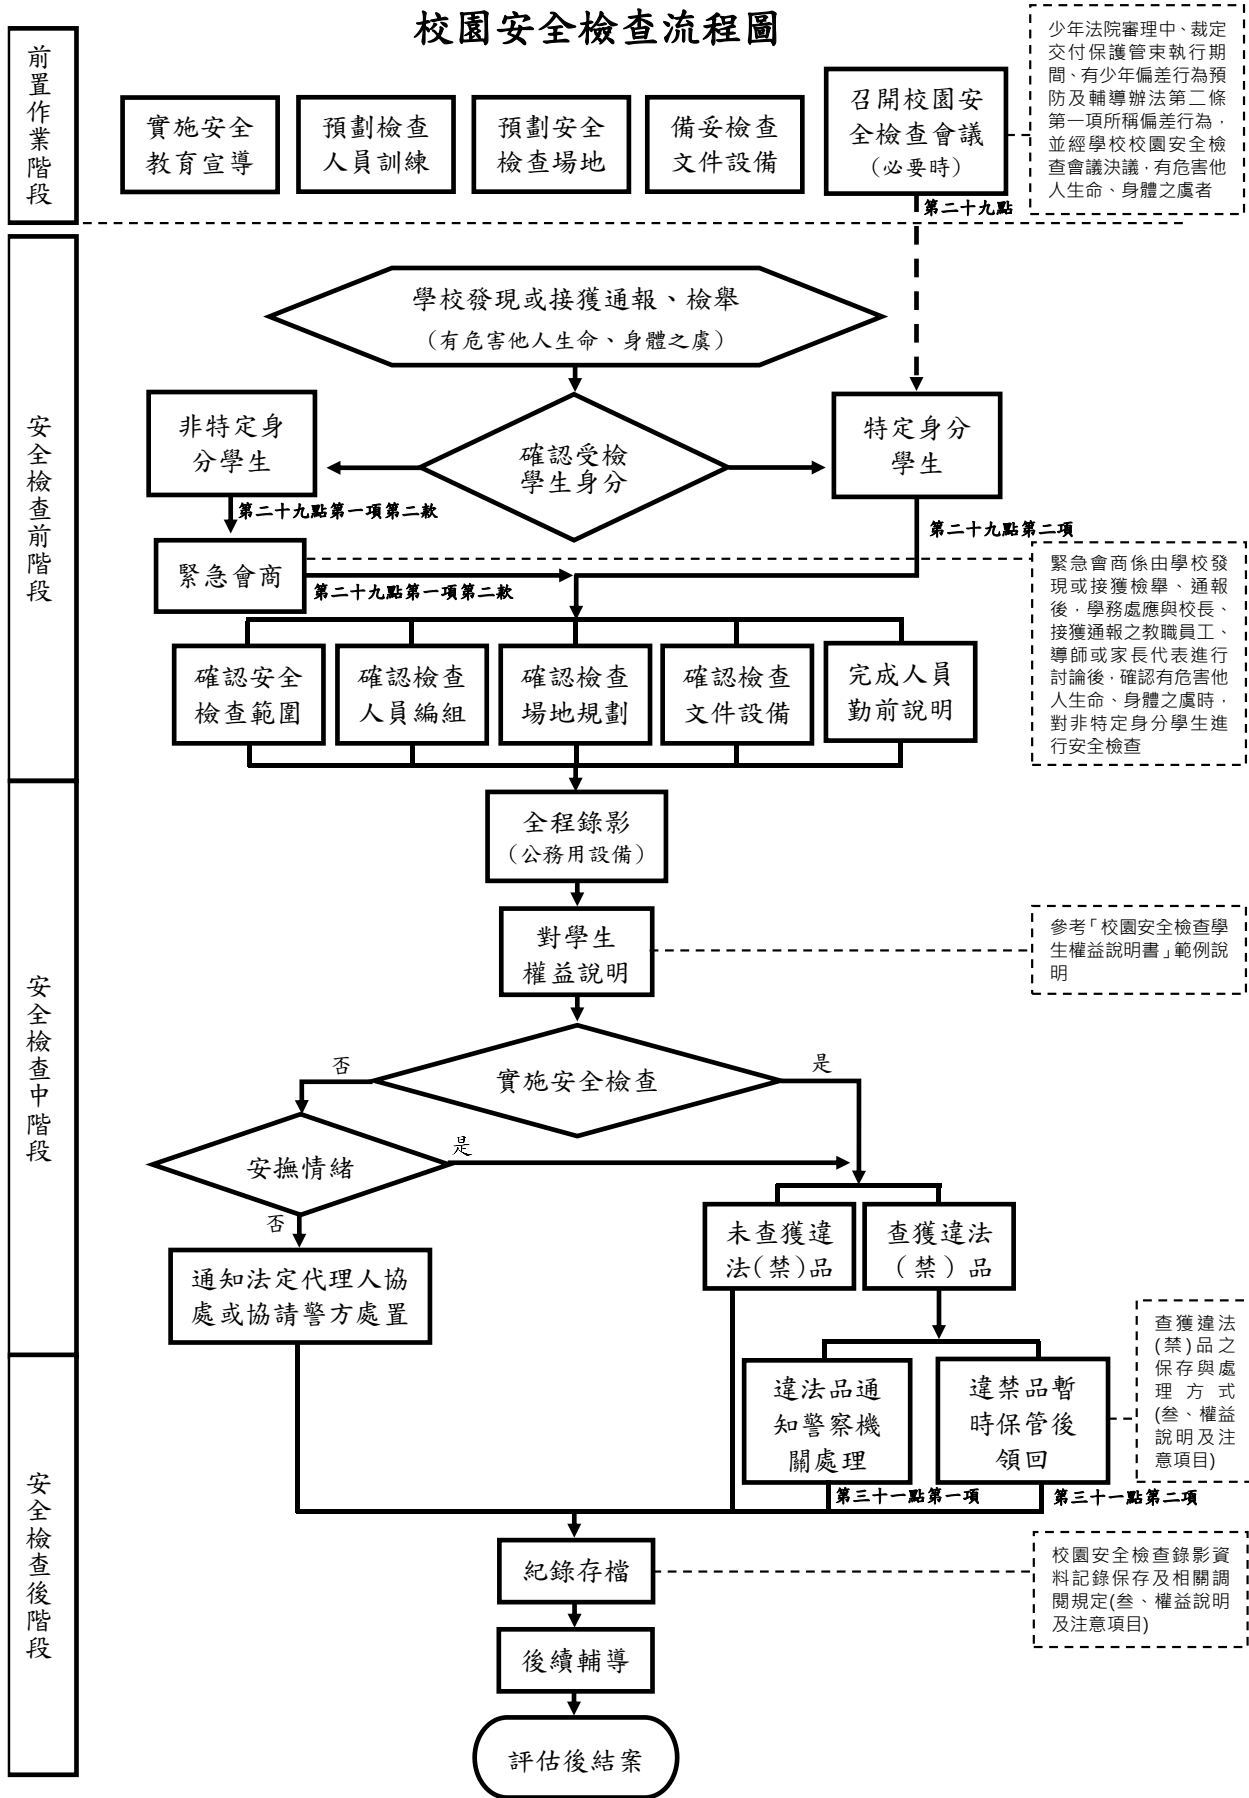 校園安全檢查流程圖
前置作業階段
實施安全
教育宣導
預劃檢查
人員訓練
預劃安全
檢查場地
備妥檢查
文件設備
召開校園安
全檢查會議
(必要時)
第二十九點
少年法院審理中、裁定
交付保護管束執行期
間、有少年偏差行為預
防及輔導辦法第二條
第一項所稱偏差行為，
並經學校校園安全檢
查會議決議，有危害他
人生命、身體之虞者
安全檢查前階段
學校發現或接獲通報、檢舉
（有危害他人生命、身體之虞）
非特定身
分學生
確認受檢
學生身分
特定身分
學生
第二十九點第一項第二款
第二十九點第二項
緊急會商
第二十九點第一項第二款
緊急會商係由學校發
現或接獲檢舉、通報
後，學務處應與校長、
接獲通報之教職員工、
導師或家長代表進行
討論後，確認有危害他
人生命、身體之虞時，
對非特定身分學生進
行安全檢查
確認安全
檢查範圍
確認檢查
人員編組
確認檢查
場地規劃
確認檢查
文件設備
完成人員
勤前說明
安全檢查中階段
全程錄影
（公務用設備）
對學生
權益說明
參考「校園安全檢查學
生權益說明書」範例說
明
實施安全檢查
否
是
安撫情緒
是
否
通知法定代理人協
處或協請警方處置
未查獲違
法(禁)品
查獲違法
（禁）品
查獲違法
(禁)品之
保存與處
理方式
(叁、權益
說明及注
意項目)
違法品通
知警察機
關處理
違禁品暫
時保管後
領回
第三十一點第一項
第三十一點第二項
安全檢查後階段
紀錄存檔
校園安全檢查錄影資
料記錄保存及相關調
閱規定(叁、權益說明
及注意項目)
後續輔導
評估後結案